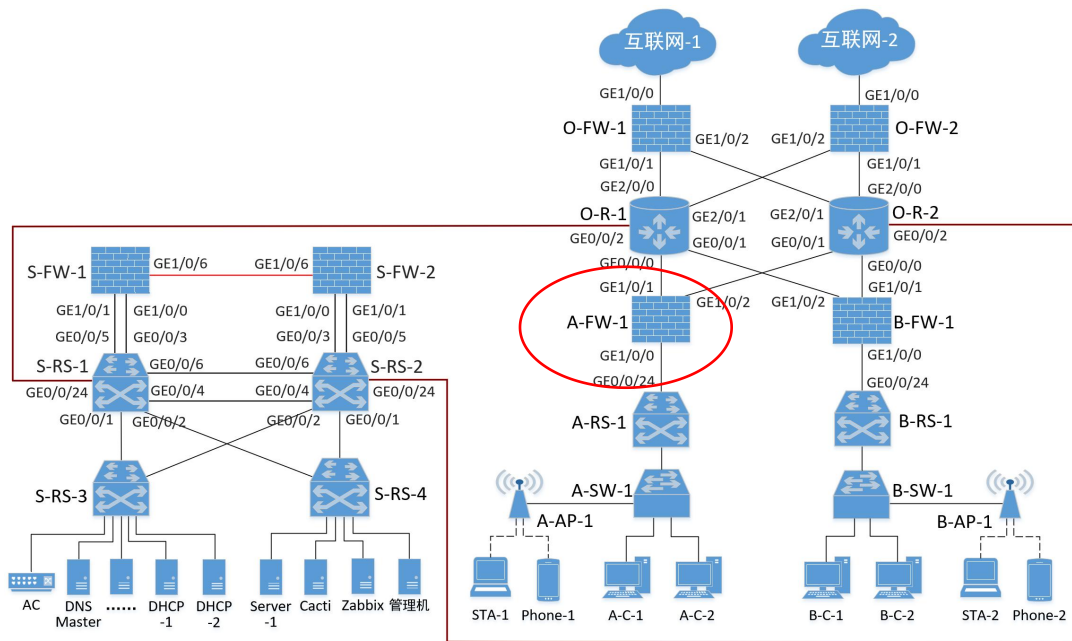 互联网-1
互联网-2
GE1/0/0
GE1/0/0
O-FW-1
GE1/0/2
GE1/0/2
O-FW-2
GE1/0/1
GE1/0/1
GE2/0/0
GE2/0/0
O-R-1
GE2/0/1
GE2/0/1
O-R-2
GE0/0/2
GE0/0/1
GE0/0/1
GE0/0/2
GE0/0/0
GE0/0/0
GE1/0/1
GE1/0/2
GE1/0/2
GE1/0/1
A-FW-1
B-FW-1
GE1/0/0
GE1/0/0
GE0/0/24
GE0/0/24
A-RS-1
B-RS-1
A-SW-1
B-SW-1
A-AP-1
B-AP-1
STA-1
Phone-1
A-C-1
A-C-2
B-C-1
B-C-2
STA-2
Phone-2
S-FW-1
GE1/0/6
GE1/0/6
S-FW-2
GE1/0/1
GE1/0/0
GE1/0/0
GE1/0/1
GE0/0/5
GE0/0/3
GE0/0/3
GE0/0/5
S-RS-1
GE0/0/6
GE0/0/6
S-RS-2
GE0/0/24
GE0/0/4
GE0/0/4
GE0/0/24
GE0/0/1
GE0/0/2
GE0/0/2
GE0/0/1
S-RS-3
S-RS-4
AC
DNS
Master
......
DHCP
-1
DHCP
-2
Server
-1
Cacti
Zabbix
管理机